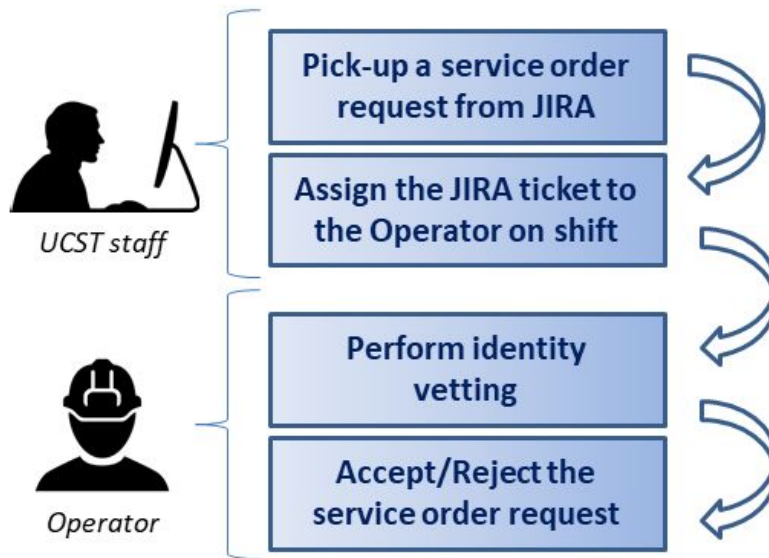 Pick-up a service order
request from JIRA
Assign the JIRA ticket to
the Operator on shift
UCST staff
Perform identity
vetting
Accept/Reject the
service order request
Operator